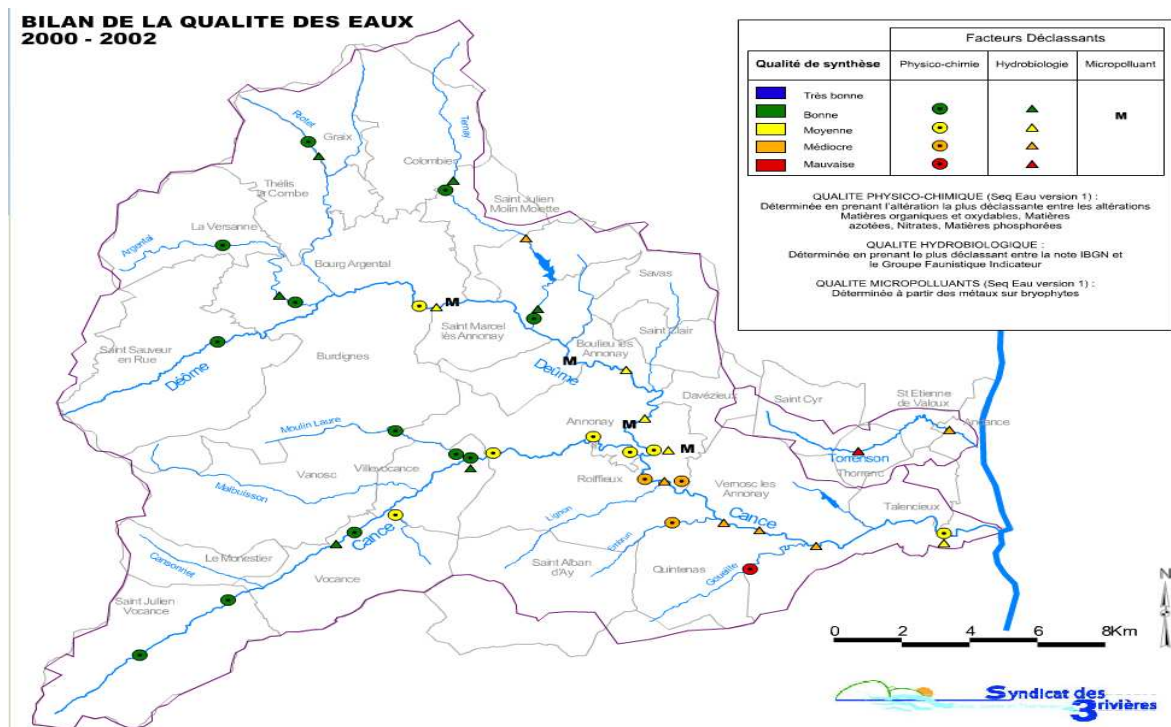 BILAN DE LA QUALITE DES EAUX
2000 - 2002
Facteurs Déclassants
Qualité de synthèse
Physico-chimie
Hydrobiologie
Micropolluant
Très bonne
Bonne
M
Moyenne
Médiocre
Mauvaise
QUALITE PHYSICO-CHIMIQUE (Seq Eau version 1) :
Déterminée en prenant l'altération la plus déclassante entre les altérations
Matières organiques et oxydables, Matières
azotées, Nitrates, Matières phosphorées
QUALITE HYDROBIOLOGIQUE :
Déterminée en prenant le plus déclassant entre la note IBGN et
le Groupe Faunistique Indicateur
QUALITE MICROPOLLUANTS (Seq Eau version 1) :
Déterminée à partir des métaux sur bryophytes
Riotet
Graix
Ternay
Colombier
Thélis
la Combe
Saint Julien
Molin Molette
La Versanne
Argental
Bourg Argental
Savas
M
Saint Marcel
lès Annonay
Saint Clair
Saint Sauveur
en Rue
Burdignes
Boulieu lès
Annonay
M
Déôme
Deûme
Davézieux
Saint Cyr
St Etienne
de Valoux
Andance
Moulin Laure
Annonay
M
M
Torrenson
Thorrenc
Vanosc
Villevocance
Roiffieux
Vernosc lès
Annonay
Malbuisson
Talencieux
Lignon
Cance
Cance
Embrun
Cansonnet
Le Monestier
Vocance
Saint Alban
d'Ay
Quintenas
Goueille
Saint Julien
Vocance
N
0 2 4 6 8Km
Syndicat des
3rivières